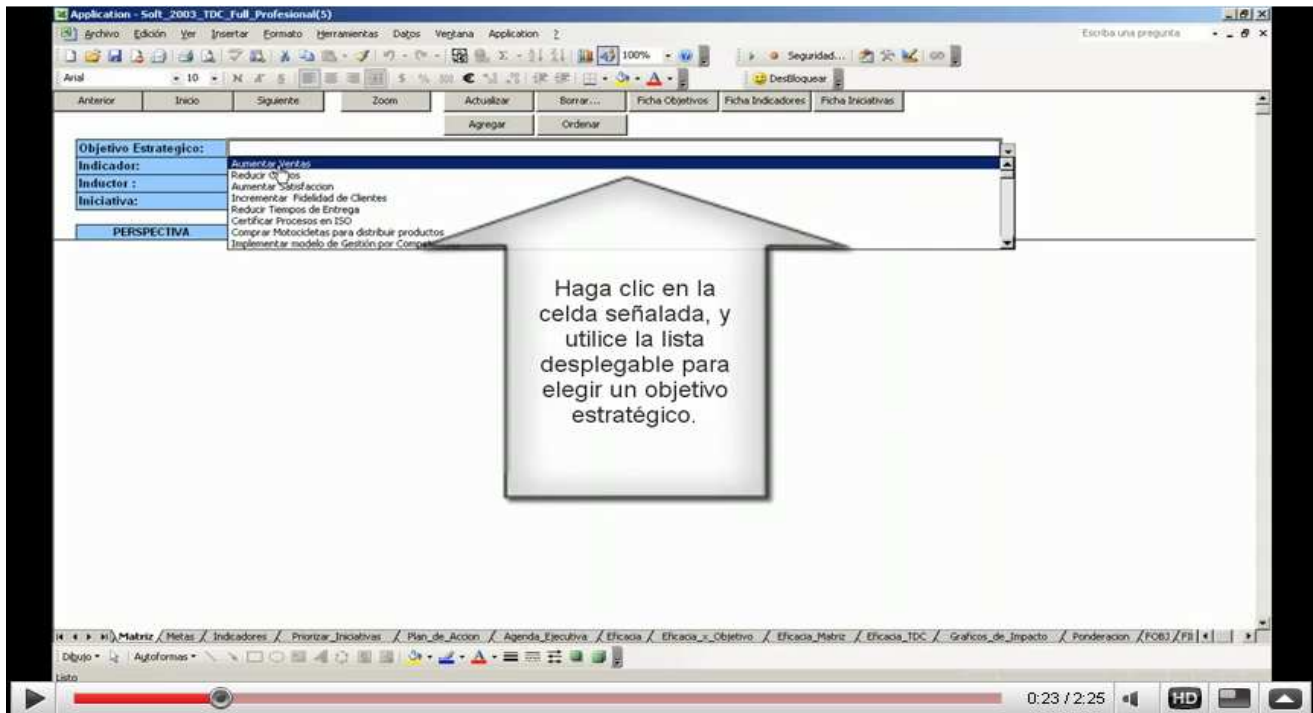 Application - Soft_2003_TDC_Full_Profesional(5)
Archivo Edición Ver Insertar Formato Herramientas Datos Ventana Application ? Escriba una pregunta
100% Seguridad...
Arial 10 N K S DesBloquear
Anterior Inicio Siguiente Zoom Actualizar Borrar... Ficha Objetivos Ficha Indicadores Ficha Iniciativas
Agregar Ordenar
Objetivo Estrategico:
Indicador: Aumentar Ventas
Reducir
Inductor : Aumentar Satisfaccion
Iniciativa: Incrementar Fidelidad de Clientes
Reducir Tiempos de Entrega
Certificar Procesos en ISO
PERSPECTIVA Comprar Motocicletas para distribuir productos
Implementar modelo de Gestión por
Haga clic en la
celda señalada, y
utilice la lista
desplegable para
elegir un objetivo
estratégico.
Matriz / Metas / Indicadores / Priorizar_Iniciativas / Plan_de_Accion / Agenda_Ejecutiva / Eficacia / Eficacia_x_Objetivo / Eficacia_Matriz / Eficacia_TDC / Graficos_de_Impacto / Ponderacion / FOBJ / FII
Dibujo Autoformas
Listo
0:23 / 2:25 HD